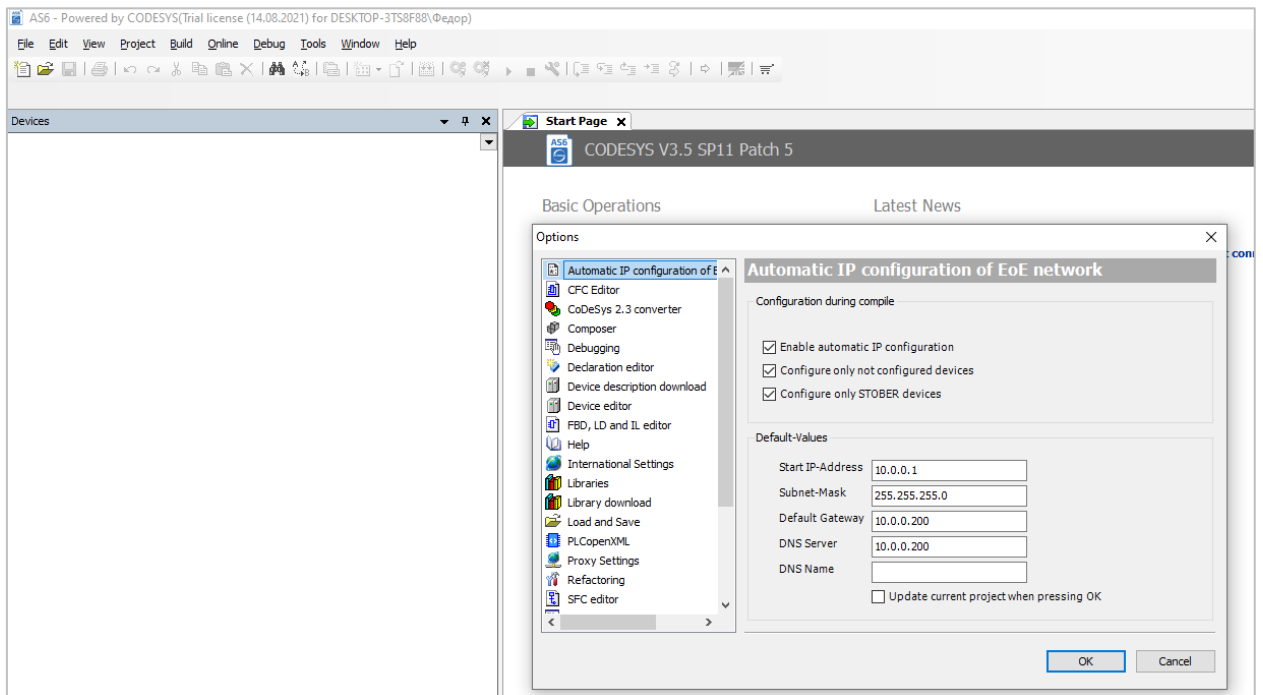 AS6 - Powered by CODESYS(Trial license (14.08.2021) for DESKTOP-3TS8F88\Федор)
File Edit View Project Build Online Debug Tools Window Help
Devices
Start Page
AS6
CODESYS V3.5 SP11 Patch 5
Basic Operations
Latest News
Options
Automatic IP configuration of E
CFC Editor
CoDeSys 2.3 converter
Composer
Debugging
Declaration editor
Device description download
Device editor
FBD, LD and IL editor
Help
International Settings
Libraries
Library download
Load and Save
PLCopenXML
Proxy Settings
Refactoring
SFC editor
Automatic IP configuration of EoE network
Configuration during compile
Enable automatic IP configuration
Configure only not configured devices
Configure only STOBER devices
Default-Values
Start IP-Address 10.0.0.1
Subnet-Mask 255.255.255.0
Default Gateway 10.0.0.200
DNS Server 10.0.0.200
DNS Name
Update current project when pressing OK
OK Cancel